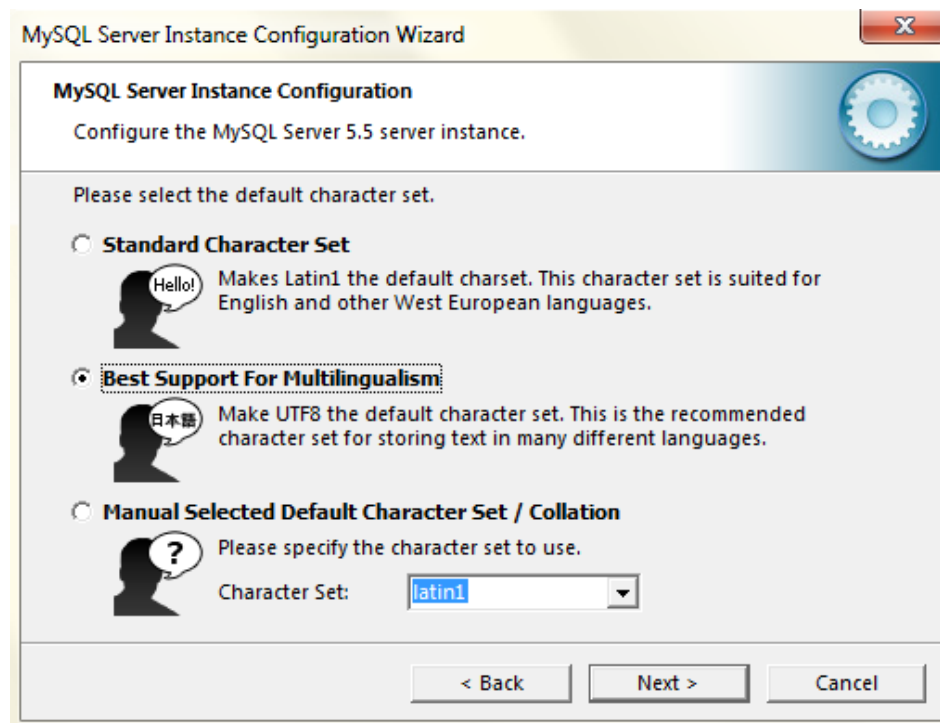 MySQL Server Instance Configuration Wizard
x
MySQL Server Instance Configuration
Configure the MySQL Server 5.5 server instance.
Please select the default character set.
Standard Character Set
Hello!
Makes Latin1 the default charset. This character set is suited for
English and other West European languages.
Best Support For Multilingualism
日本語
Make UTF8 the default character set. This is the recommended
character set for storing text in many different languages.
Manual Selected Default Character Set / Collation
?
Please specify the character set to use.
Character Set: latin1
< Back Next > Cancel